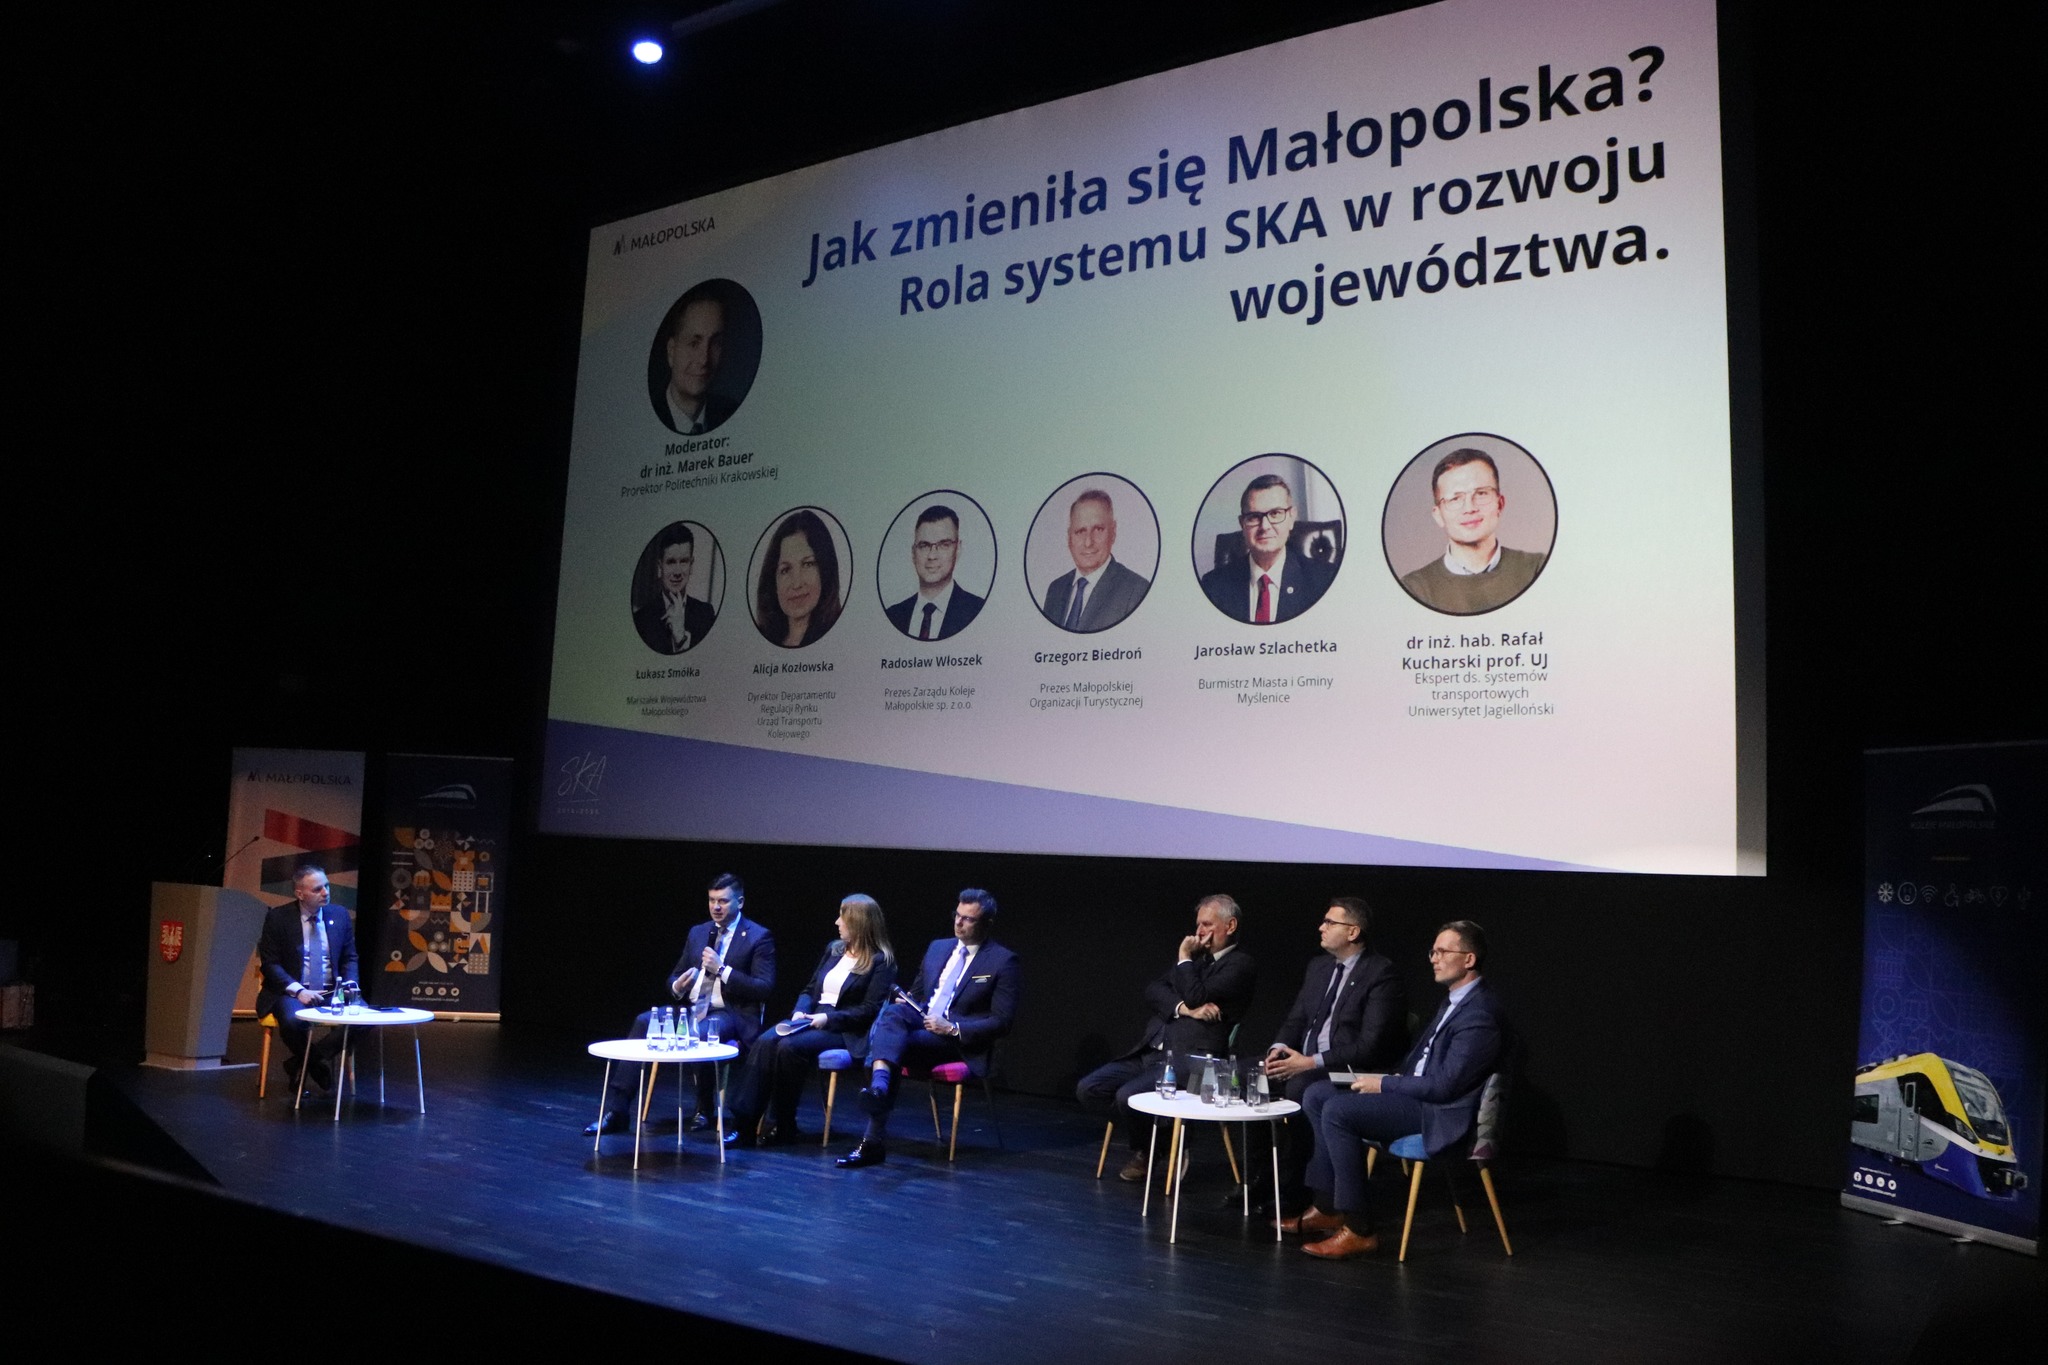 MAŁOPOLSKA
Jak zmieniła się Małopolska?
Rola systemu SKA w rozwoju
województwa.
Moderator:
dr inż. Marek Bauer
Prorektor Politechniki Krakowskiej
Łukasz Smółka
Marszałek Województwa
Małopolskiego
Alicja Kozłowska
Dyrektor Departamentu
Regulacji Rynku
Urząd Transportu
Kolejowego
Radosław Włoszek
Prezes Zarządu Koleje
Małopolskie sp. z.o.o.
Grzegorz Biedroń
Prezes Małopolskiej
Organizacji Turystycznej
Jarosław Szlachetka
Burmistrz Miasta i Gminy
Myślenice
dr inż. hab. Rafał
Kucharski prof. UJ
Ekspert ds. systemów
transportowych
Uniwersytet Jagielloński
SKA
MAŁOPOLSKA
KOLEJE MAŁOPOLSKIE